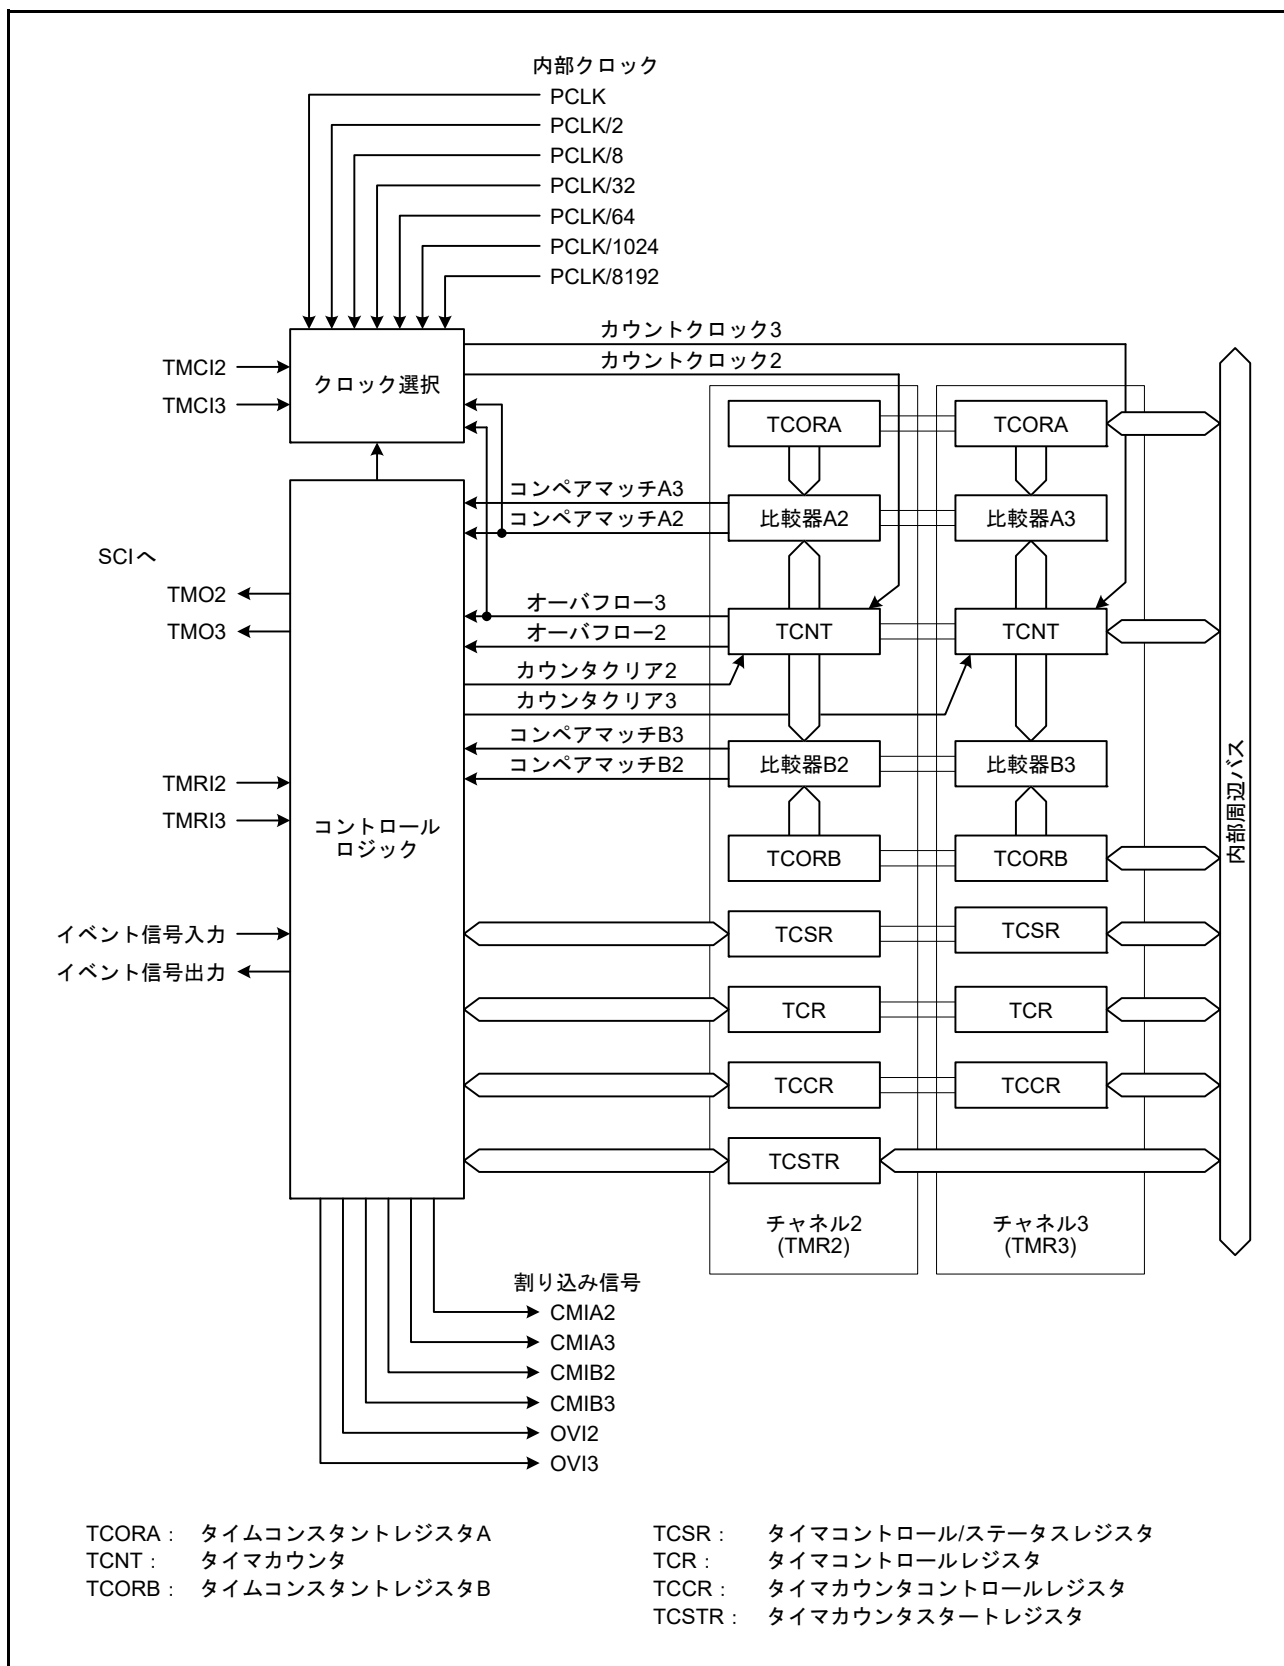 内部クロック
PCLK
PCLK/2
PCLK/8
PCLK/32
PCLK/64
PCLK/1024
PCLK/8192
カウントクロック3
カウントクロック2
TMCI2
TMCI3
クロック選択
TCORA
TCORA
コンペアマッチA3
コンペアマッチA2
比較器A2
比較器A3
SCIへ
TMO2
TMO3
オーバフロー3
オーバフロー2
TCNT
TCNT
カウンタクリア2
カウンタクリア3
コンペアマッチB3
コンペアマッチB2
比較器B2
比較器B3
内部周辺バス
TMRI2
TMRI3
コントロール
ロジック
TCORB
TCORB
イベント信号入力
イベント信号出力
TCSR
TCSR
TCR
TCR
TCCR
TCCR
TCSTR
チャネル2
(TMR2)
チャネル3
(TMR3)
割り込み信号
CMIA2
CMIA3
CMIB2
CMIB3
OVI2
OVI3
TCORA : タイムコンスタントレジスタA
TCNT : タイマカウンタ
TCORB : タイムコンスタントレジスタB
TCSR : タイマコントロール/ステータスレジスタ
TCR : タイマコントロールレジスタ
TCCR : タイマカウンタコントロールレジスタ
TCSTR : タイマカウンタスタートレジスタ